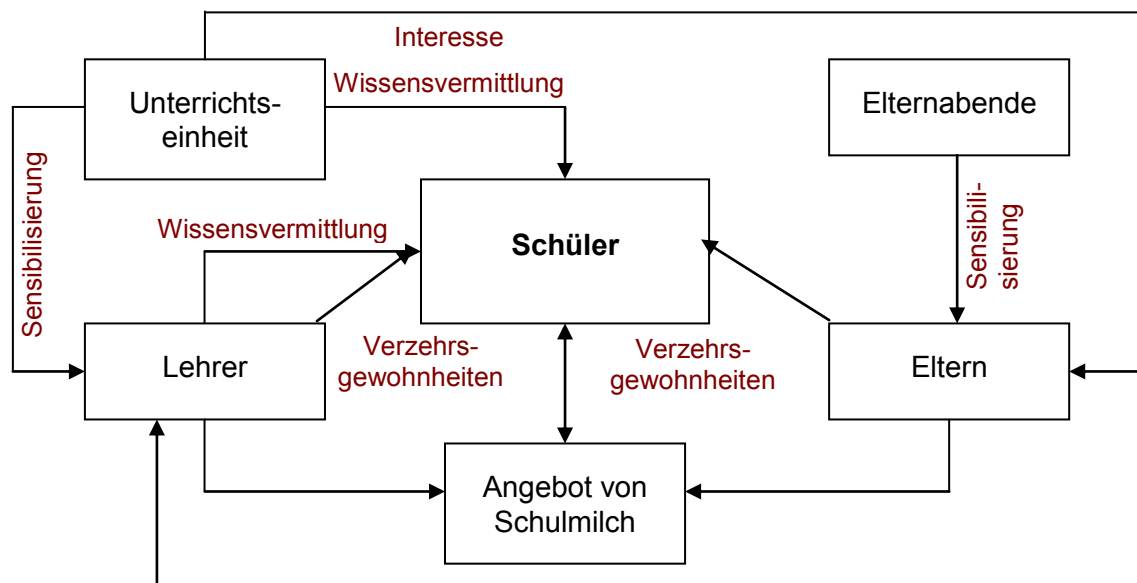 Interesse
Wissensvermittlung
Unterrichts-
einheit
Elternabende
Sensibilisierung
Sensibili-
sierung
Wissensvermittlung
Schüler
Lehrer
Verzehrs-
gewohnheiten
Verzehrs-
gewohnheiten
Eltern
Angebot von
Schulmilch